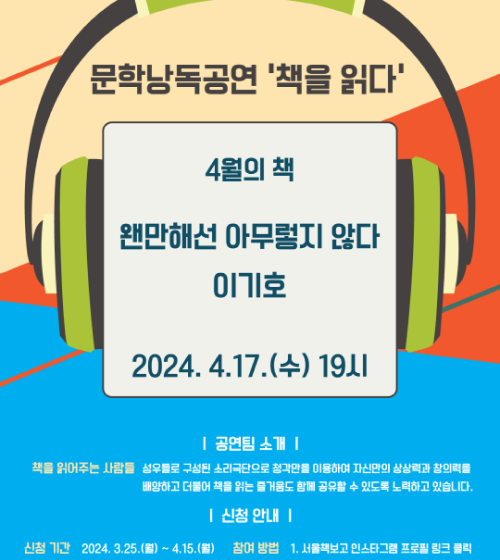 문학낭독공연 '책을 읽다'
4월의 책
왠만해선 아무렇지 않다
이기호
2024. 4.17.(수) 19시
| 공연팀 소개 |
책을 읽어주는 사람들 성우들로 구성된 소리극단으로 청각만을 이용하여 자신만의 상상력과 창의력을
배양하고 더불어 책을 읽는 즐거움도 함께 공유할 수 있도록 노력하고 있습니다.
| 신청 안내 |
신청 기간 2024. 3.25.(월) ~ 4.15.(월) 참여 방법 1. 서울책보고 인스타그램 프로필 링크 클릭